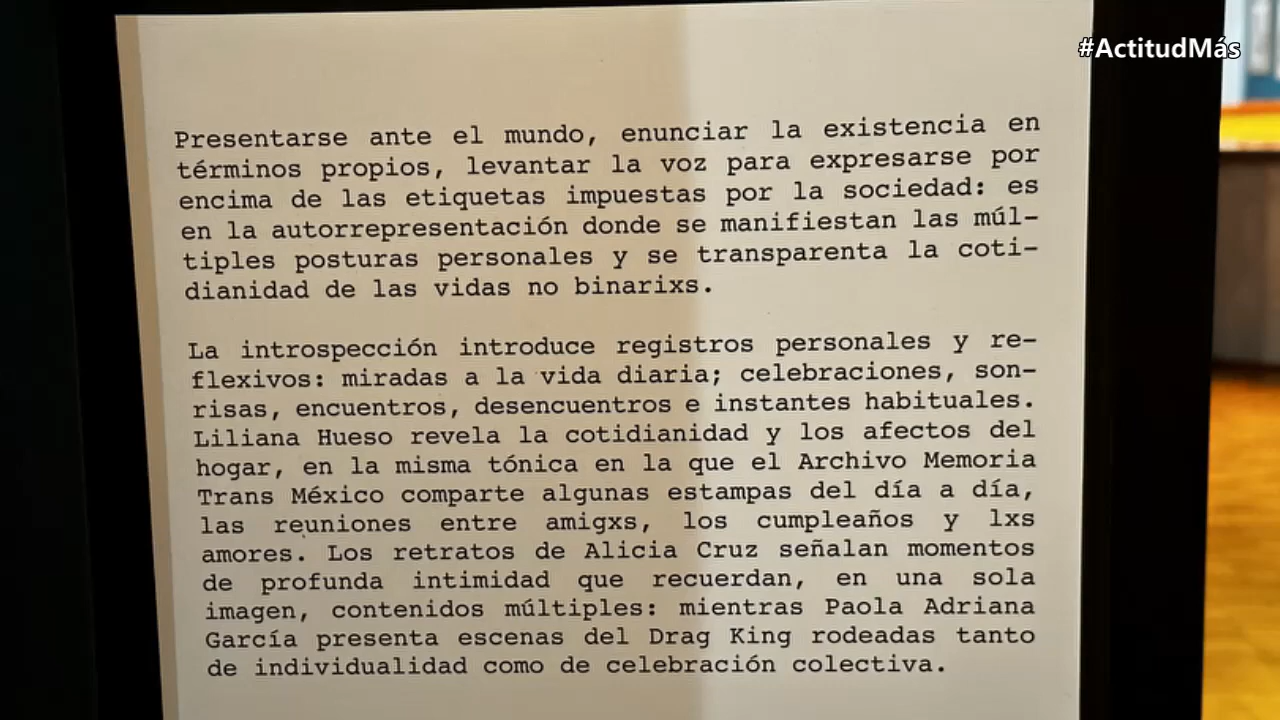 #ActitudMás
Presentarse ante el mundo, enunciar la existencia en
términos propios, levantar la voz para expresarse por
encima de las etiquetas impuestas por la sociedad: es
en la autorrepresentación donde se manifiestan las múl-
tiples posturas personales y se transparenta la coti-
dianidad de las vidas no binarixs.
La introspección introduce registros personales y re-
flexivos: miradas a la vida diaria; celebraciones, son-
risas, encuentros, desencuentros e instantes habituales.
Liliana Hueso revela la cotidianidad y los afectos del
hogar, en la misma tónica en la que el Archivo Memoria
Trans México comparte algunas estampas del día a día,
las reuniones entre amigxs, los cumpleaños y lxs
amores. Los retratos de Alicia Cruz señalan momentos
de profunda intimidad que recuerdan, en una sola
imagen, contenidos múltiples: mientras Paola Adriana
García presenta escenas del Drag King rodeadas tanto
de individualidad como de celebración colectiva.